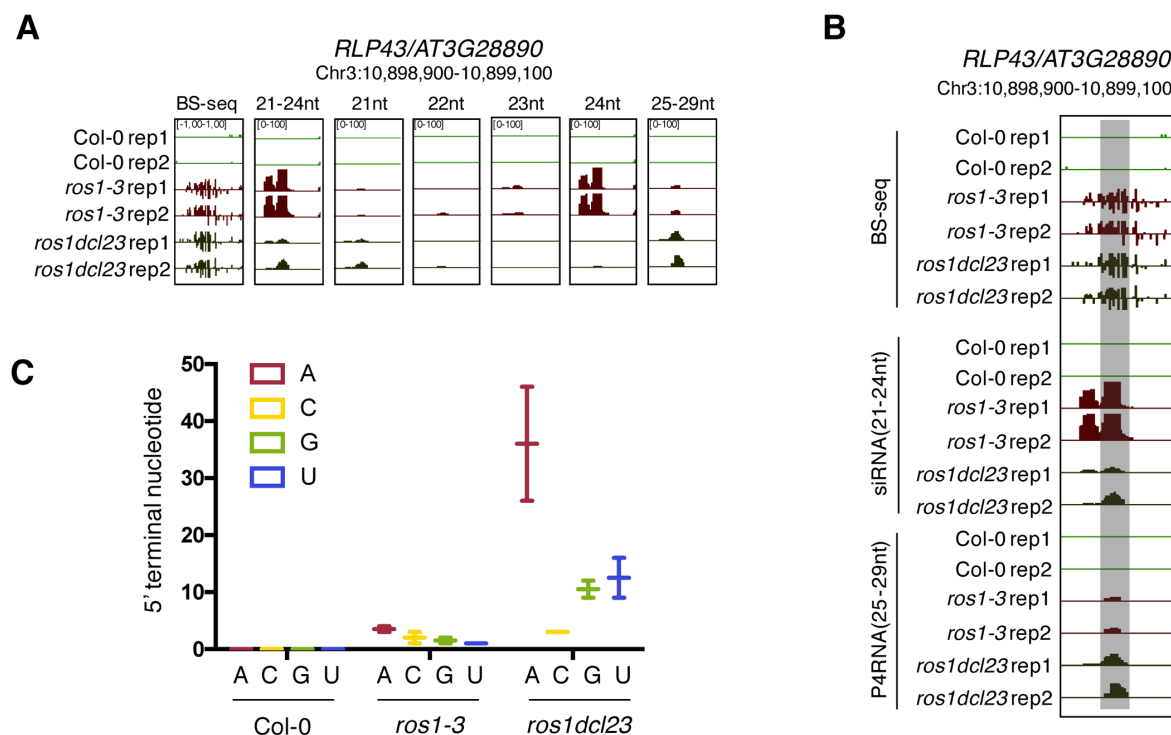 A
RLP43/AT3G28890
Chr3:10,898,900-10,899,100
BS-seq 21-24nt 21nt 22nt 23nt 24nt 25-29nt
[-1,00-1,00] [0-100] [0-100] [0-100] [0-100] [0-100] [0-100]
Col-0 rep1
Col-0 rep2
ros1-3 rep1
ros1-3 rep2
ros1dcl23 rep1
ros1dcl23 rep2
B
RLP43/AT3G28890
Chr3:10,898,900-10,899,100
BS-seq
Col-0 rep1
Col-0 rep2
ros1-3 rep1
ros1-3 rep2
ros1dcl23 rep1
ros1dcl23 rep2
siRNA(21-24nt)
Col-0 rep1
Col-0 rep2
ros1-3 rep1
ros1-3 rep2
ros1dcl23 rep1
ros1dcl23 rep2
P4RNA(25-29nt)
Col-0 rep1
Col-0 rep2
ros1-3 rep1
ros1-3 rep2
ros1dcl23 rep1
ros1dcl23 rep2
C
5' terminal nucleotide
50
40
30
20
10
0
A
C
G
U
A C G U A C G U A C G U
Col-0 ros1-3 ros1dcl23